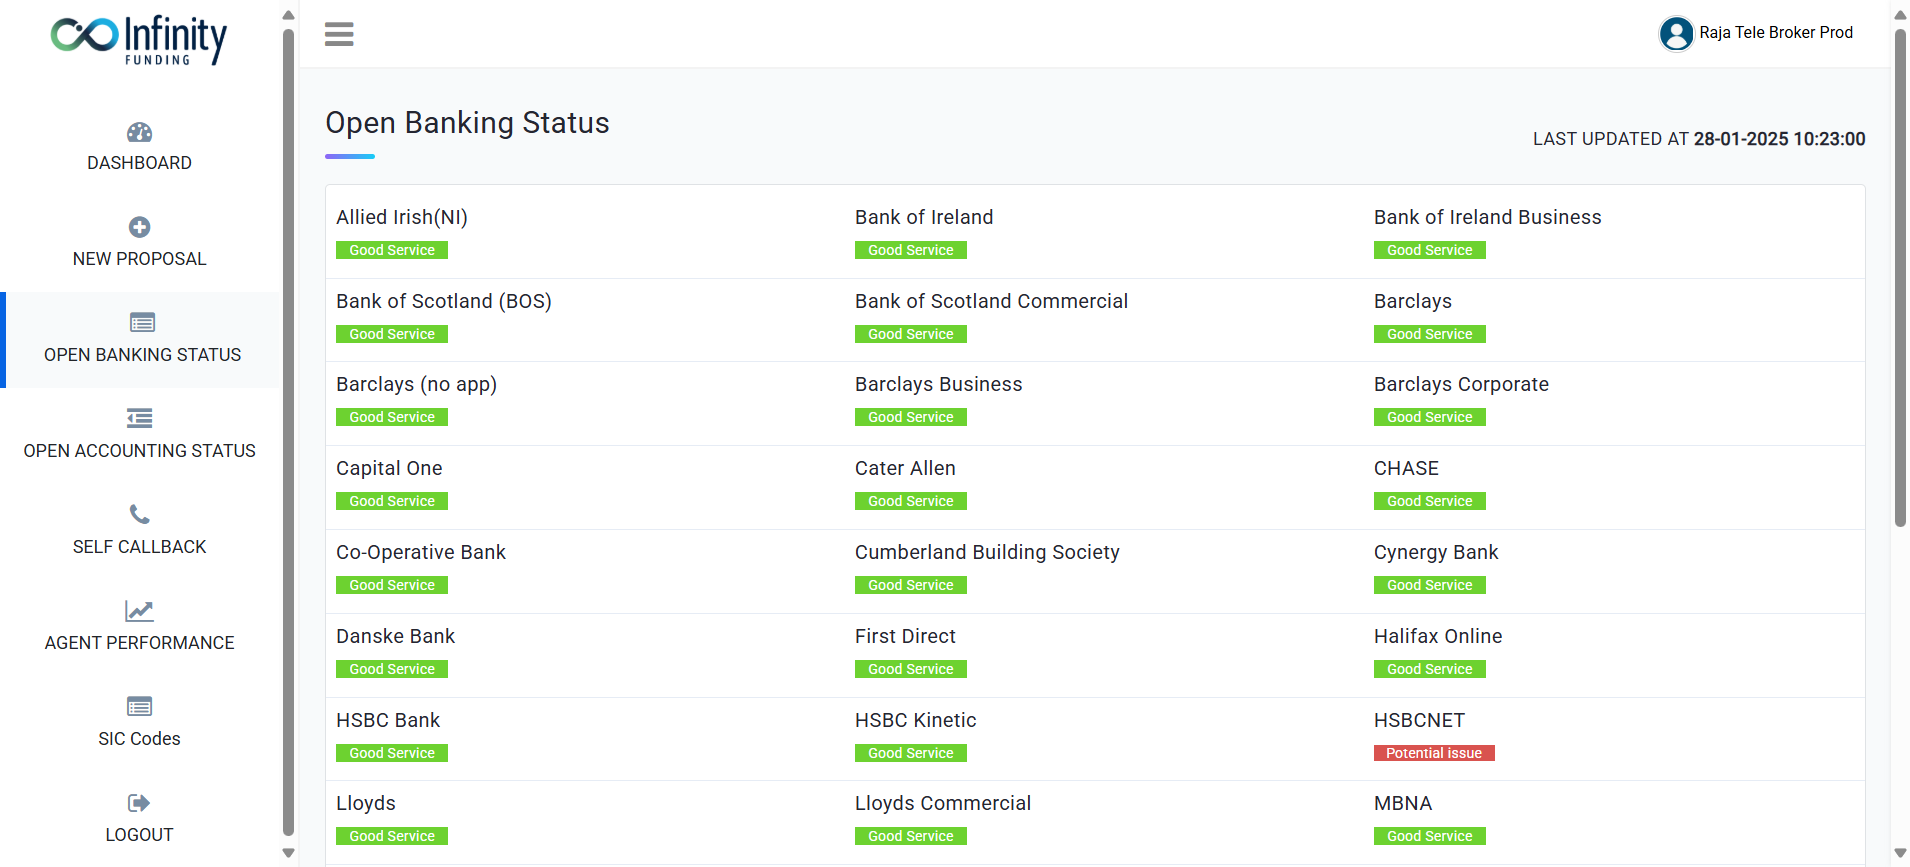 Infinity
FUNDING
DASHBOARD
NEW PROPOSAL
OPEN BANKING STATUS
OPEN ACCOUNTING STATUS
SELF CALLBACK
AGENT PERFORMANCE
SIC Codes
LOGOUT
Raja Tele Broker Prod
Open Banking Status
LAST UPDATED AT 28-01-2025 10:23:00
Allied Irish(NI)
Good Service
Bank of Ireland
Good Service
Bank of Ireland Business
Good Service
Bank of Scotland (BOS)
Good Service
Bank of Scotland Commercial
Good Service
Barclays
Good Service
Barclays (no app)
Good Service
Barclays Business
Good Service
Barclays Corporate
Good Service
Capital One
Good Service
Cater Allen
Good Service
CHASE
Good Service
Co-Operative Bank
Good Service
Cumberland Building Society
Good Service
Cynergy Bank
Good Service
Danske Bank
Good Service
First Direct
Good Service
Halifax Online
Good Service
HSBC Bank
Good Service
HSBC Kinetic
Good Service
HSBCNET
Potential issue
Lloyds
Good Service
Lloyds Commercial
Good Service
MBNA
Good Service